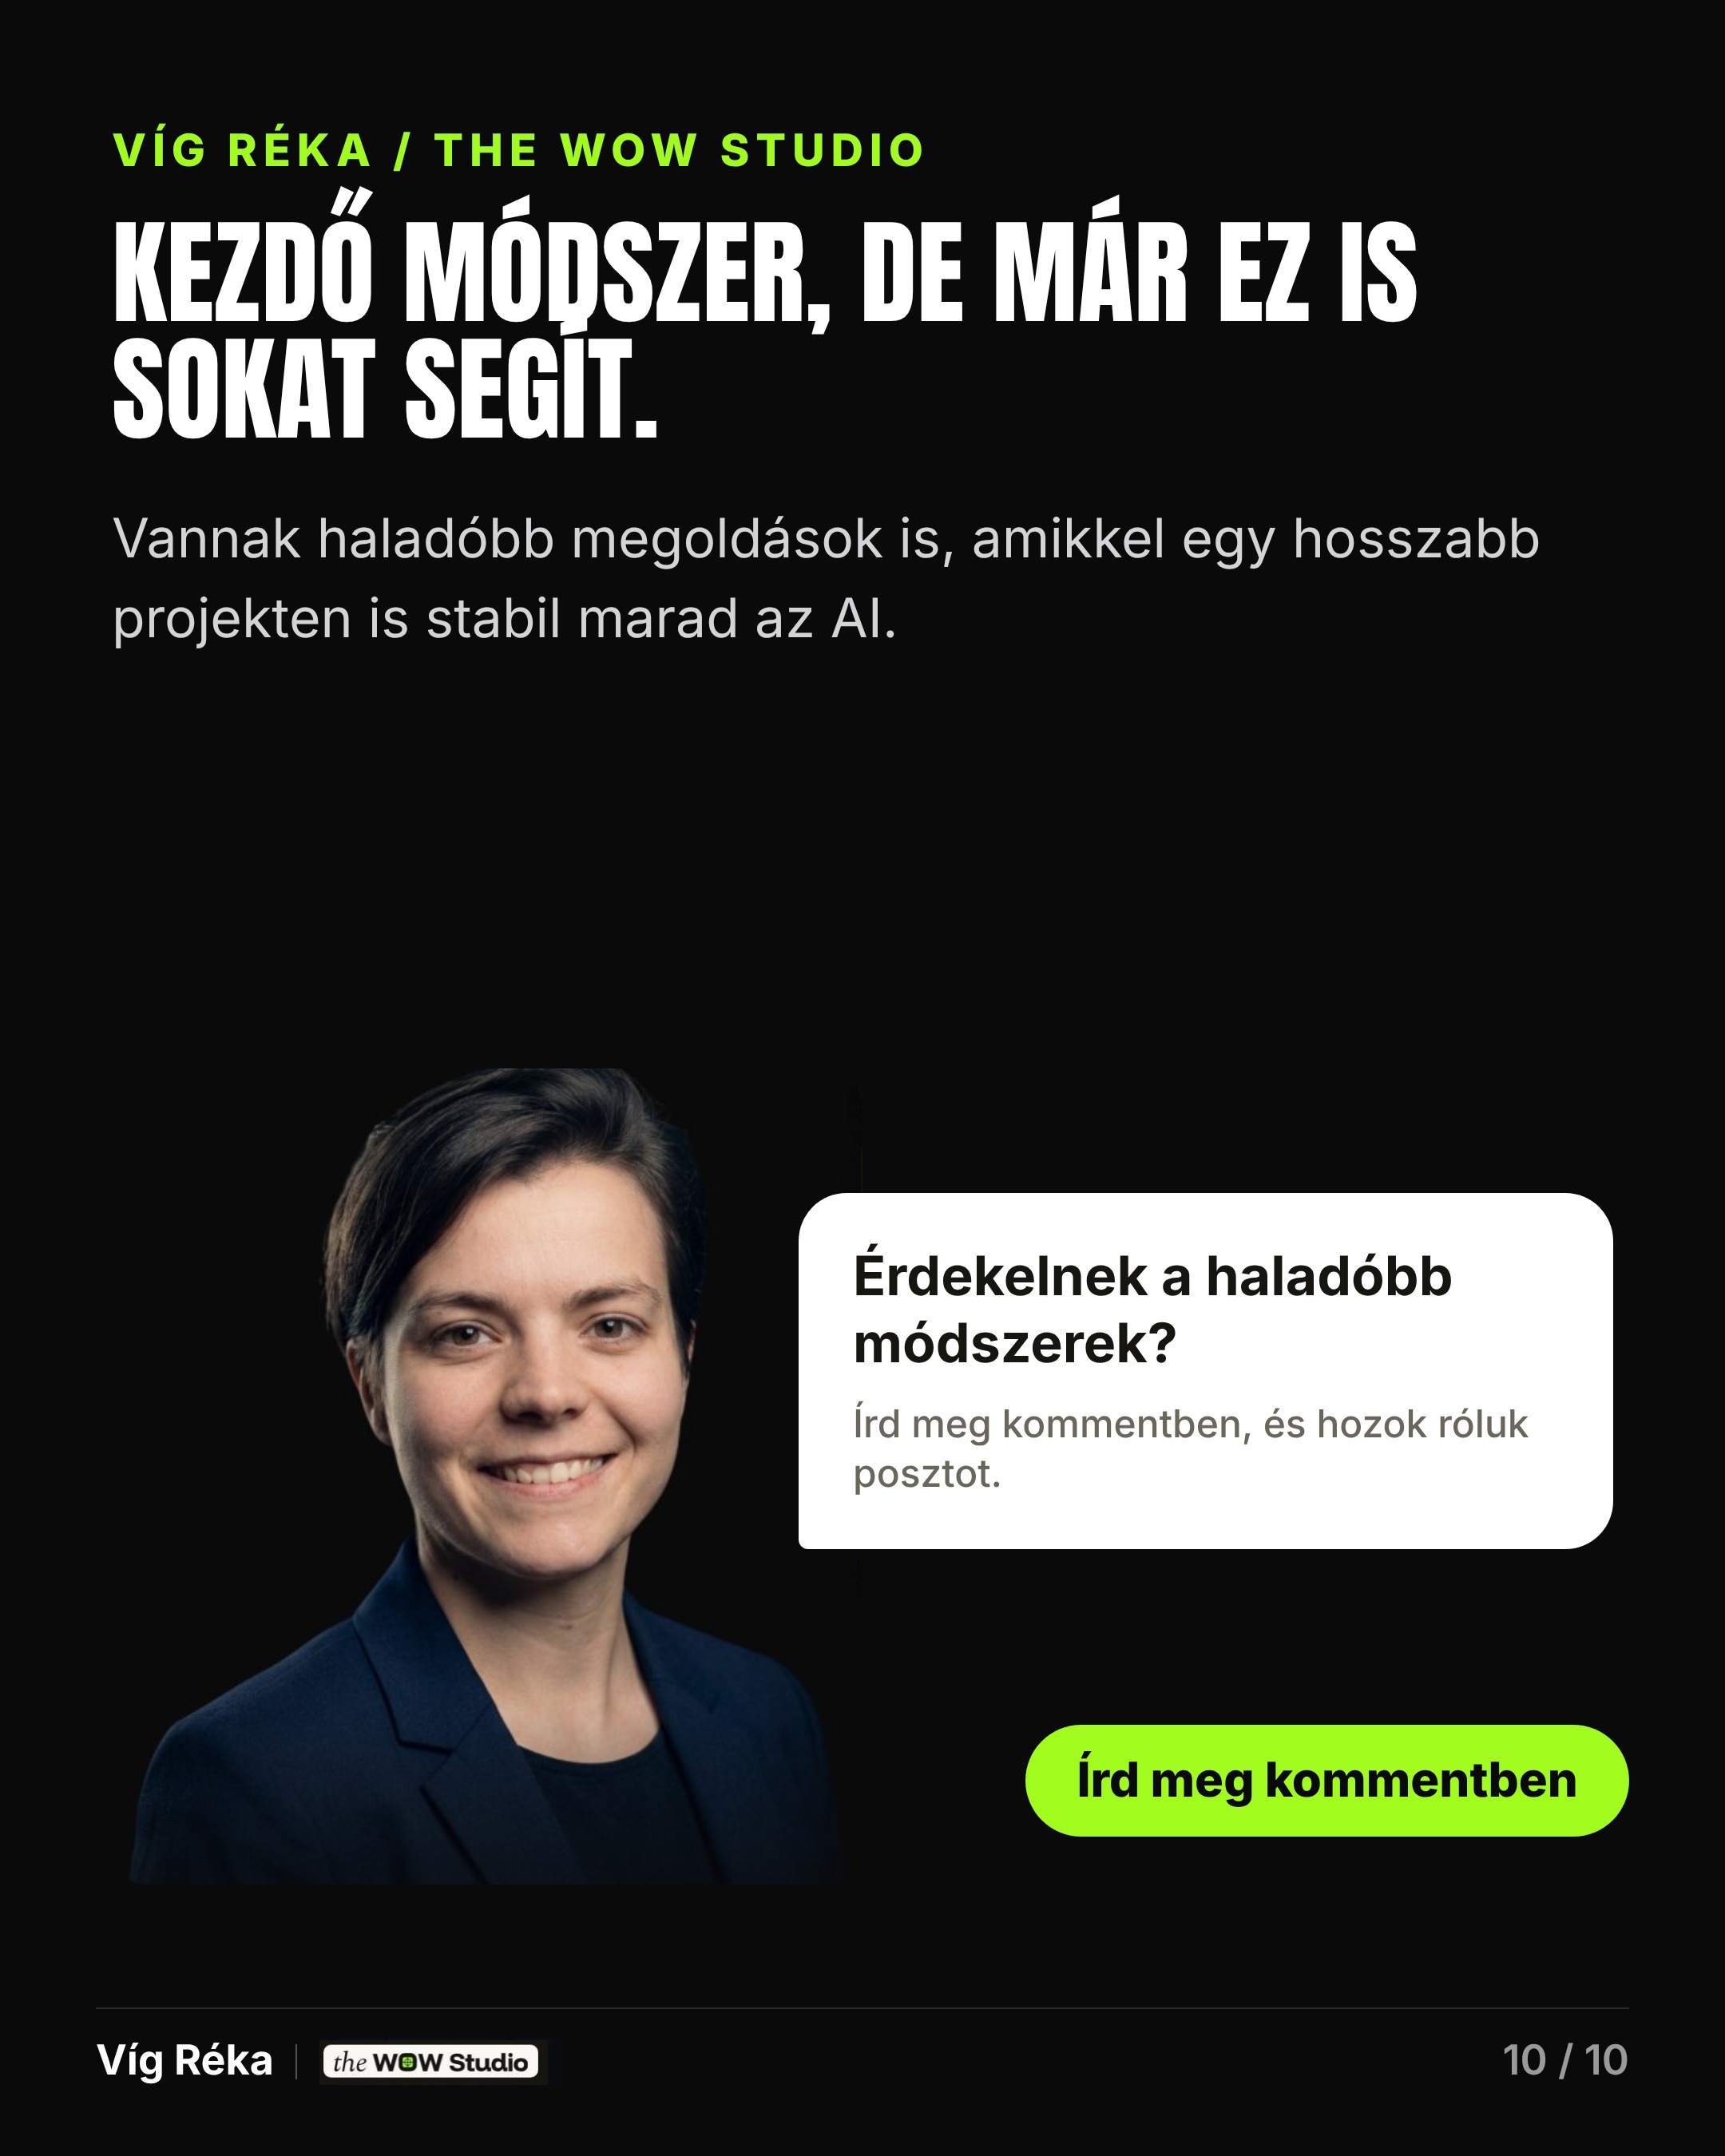 VÍG RÉKA / THE WOW STUDIO
KEZDŐ MÓDSZER, DE MÁR EZ IS
SOKAT SEGÍT.
Vannak haladóbb megoldások is, amikkel egy hosszabb
projekten is stabil marad az AI.
Érdekelnek a haladóbb
módszerek?
Írd meg kommentben, és hozok róluk
posztot.
Írd meg kommentben
Víg Réka
the WOW Studio
10 / 10